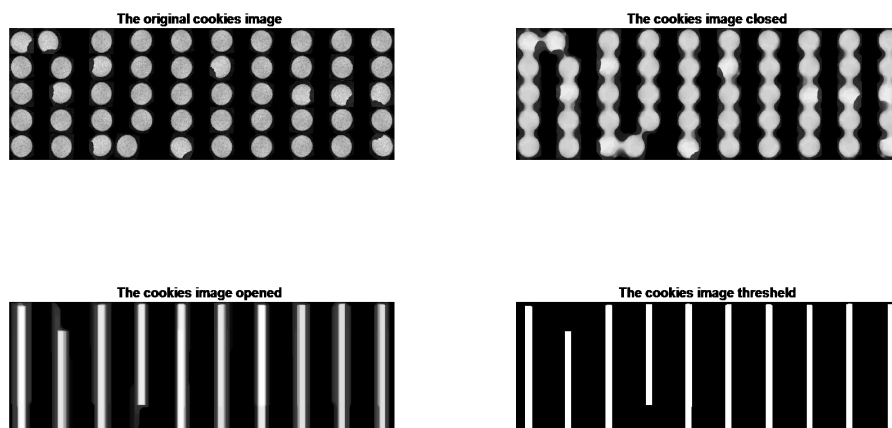 The original cookies image
The cookies image closed
The cookies image opened
The cookies image thresheld